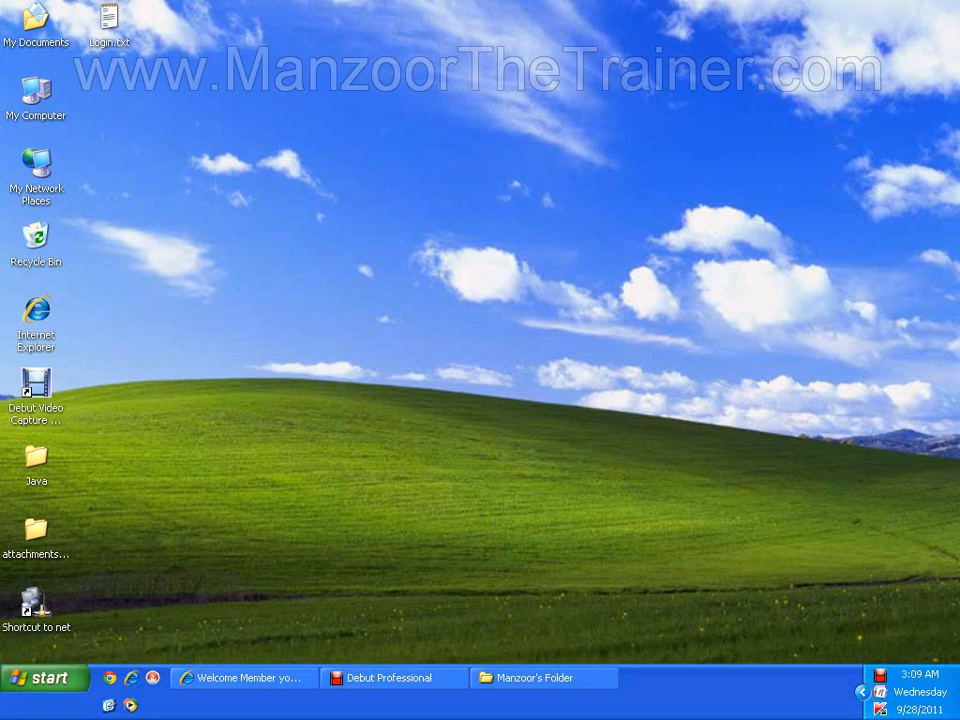 My Documents
Login.txt
www.ManzoorTheTrainer.com
My Computer
My Network
Places
Recycle Bin
Internet
Explorer
Debut Video
Capture ...
Java
attachments...
Shortcut to net
start
Welcome Member yo...
Debut Professional
Manzoor's Folder
3:09 AM
Wednesday
9/28/2011